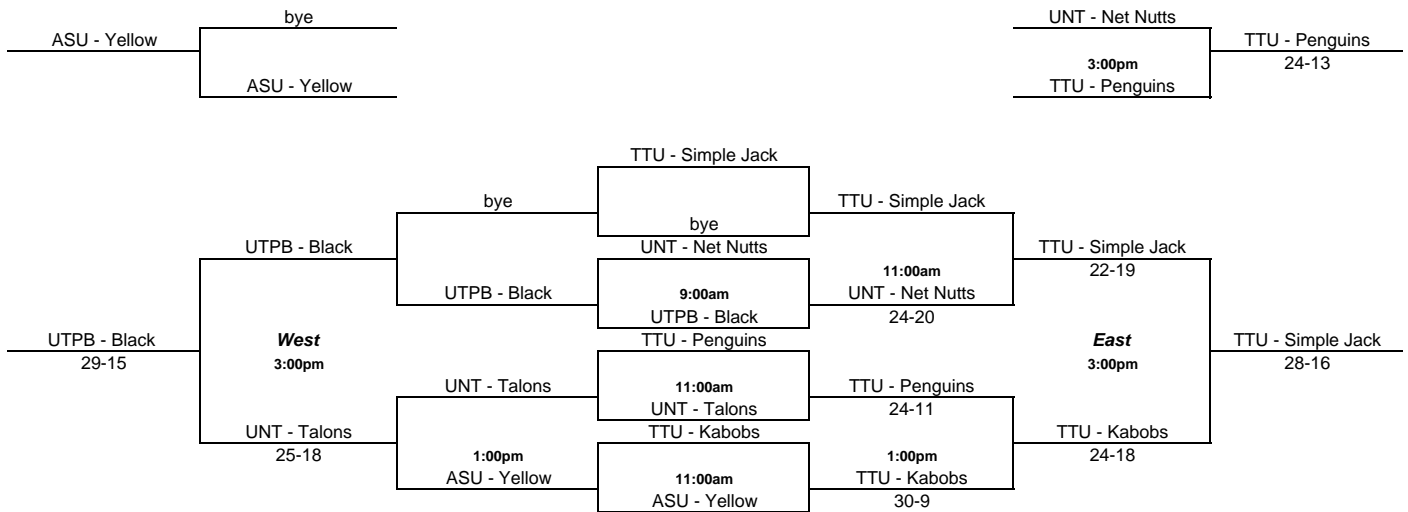 bye
UNT - Net Nutts
ASU - Yellow
TTU - Penguins
3:00pm
24-13
ASU - Yellow
TTU - Penguins
TTU - Simple Jack
bye
TTU - Simple Jack
bye
UTPB - Black
UNT - Net Nutts
TTU - Simple Jack
11:00am
22-19
UTPB - Black
9:00am
UNT - Net Nutts
UTPB - Black
24-20
UTPB - Black
West
TTU - Penguins
East
TTU - Simple Jack
29-15
3:00pm
3:00pm
28-16
UNT - Talons
11:00am
TTU - Penguins
UNT - Talons
24-11
UNT - Talons
TTU - Kabobs
TTU - Kabobs
25-18
1:00pm
1:00pm
24-18
ASU - Yellow
11:00am
TTU - Kabobs
ASU - Yellow
30-9